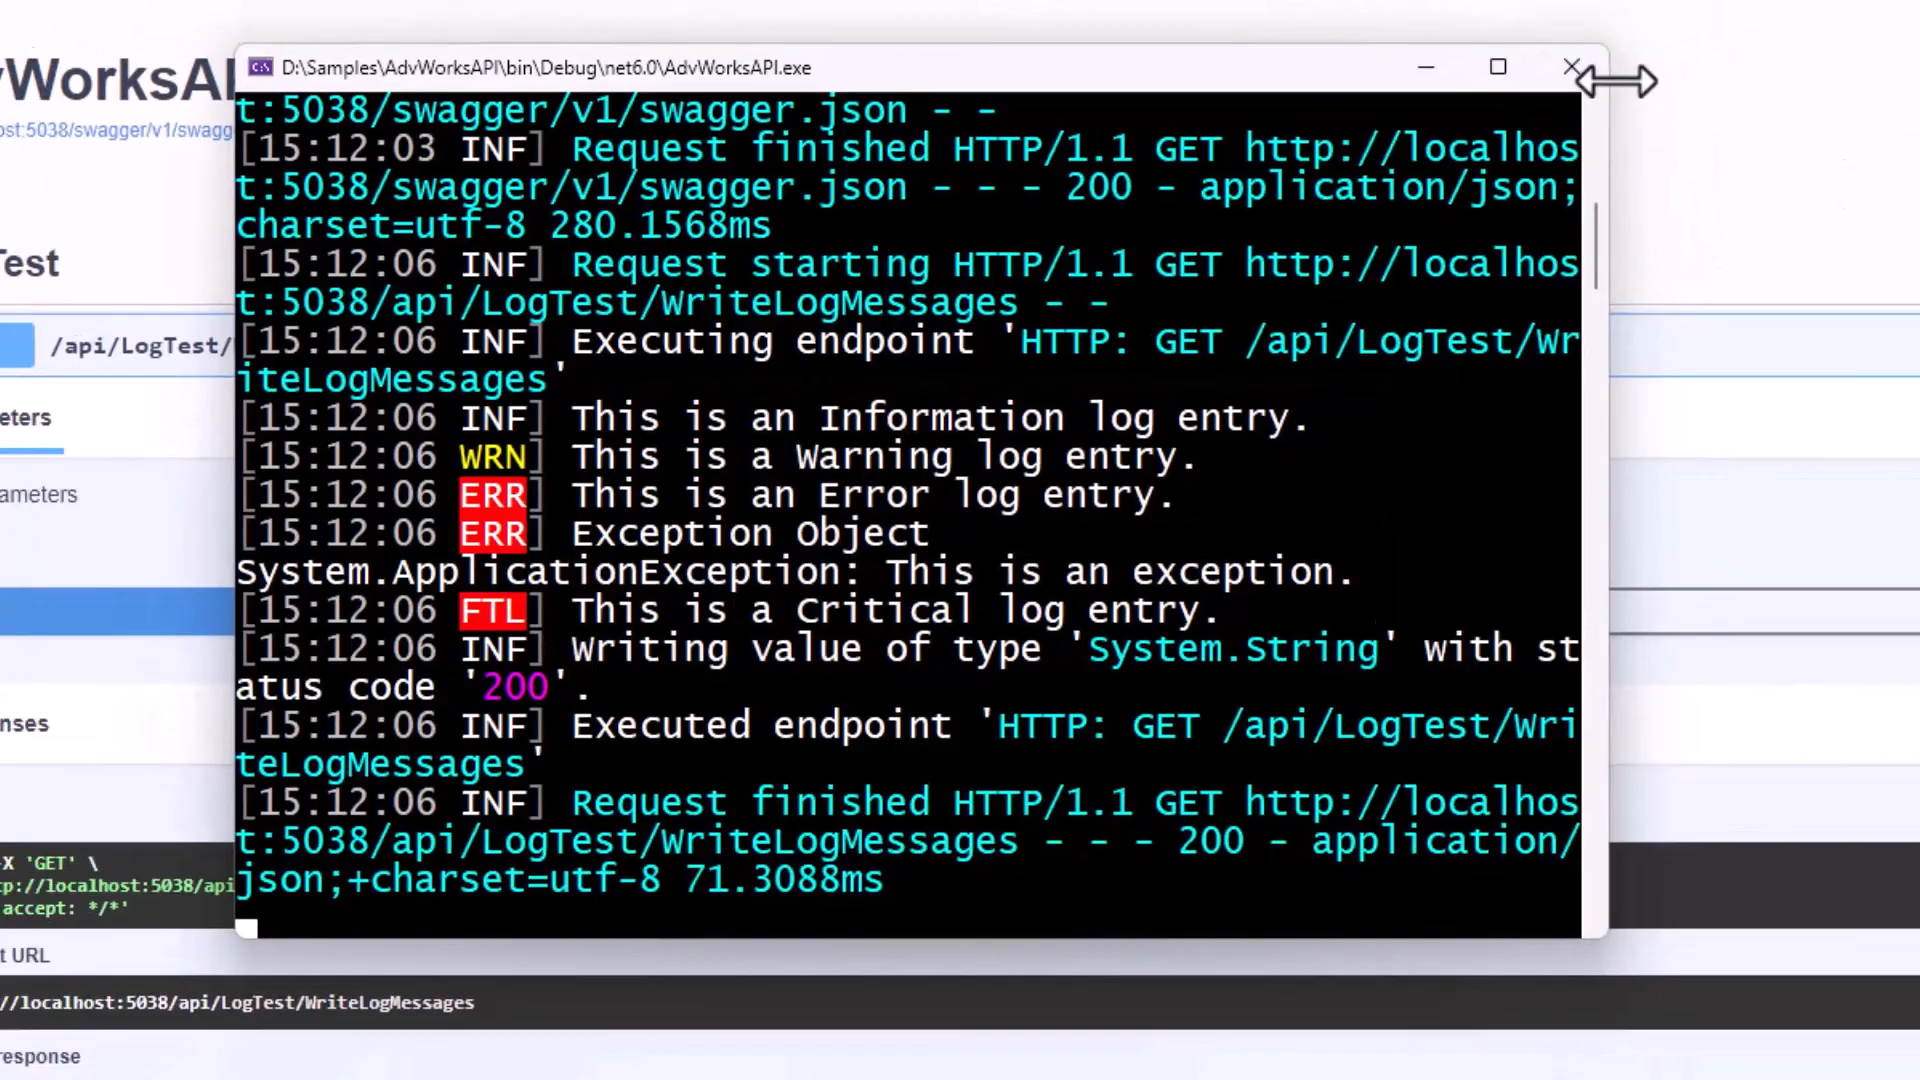 WorksAP
ost:5038/swagger/v1/swagg
Test
/api/LogTest/
eters
ameters
nses
-X 'GET' \
tp://localhost:5038/api
accept: */*'
t URL
//localhost:5038/api/LogTest/WriteLogMessages
response
D:\Samples\AdvWorksAPI\bin\Debug\net6.0\AdvWorksAPI.exe
t:5038/swagger/v1/swagger.json - -
[15:12:03 INF] Request finished HTTP/1.1 GET http://localhos
t:5038/swagger/v1/swagger.json - - - 200 - application/json;
charset=utf-8 280.1568ms
[15:12:06 INF] Request starting HTTP/1.1 GET http://localhos
t:5038/api/LogTest/WriteLogMessages - -
[15:12:06 INF] Executing endpoint 'HTTP: GET /api/LogTest/Wr
iteLogMessages'
[15:12:06 INF] This is an Information log entry.
[15:12:06 WRN] This is a Warning log entry.
[15:12:06 ERR] This is an Error log entry.
[15:12:06 ERR] Exception Object
System.ApplicationException: This is an exception.
[15:12:06 FTL] This is a Critical log entry.
[15:12:06 INF] Writing value of type 'System.String' with st
atus code '200'.
[15:12:06 INF] Executed endpoint 'HTTP: GET /api/LogTest/Wri
teLogMessages'
[15:12:06 INF] Request finished HTTP/1.1 GET http://localhos
t:5038/api/LogTest/WriteLogMessages - - - 200 - application/
json;+charset=utf-8 71.3088ms